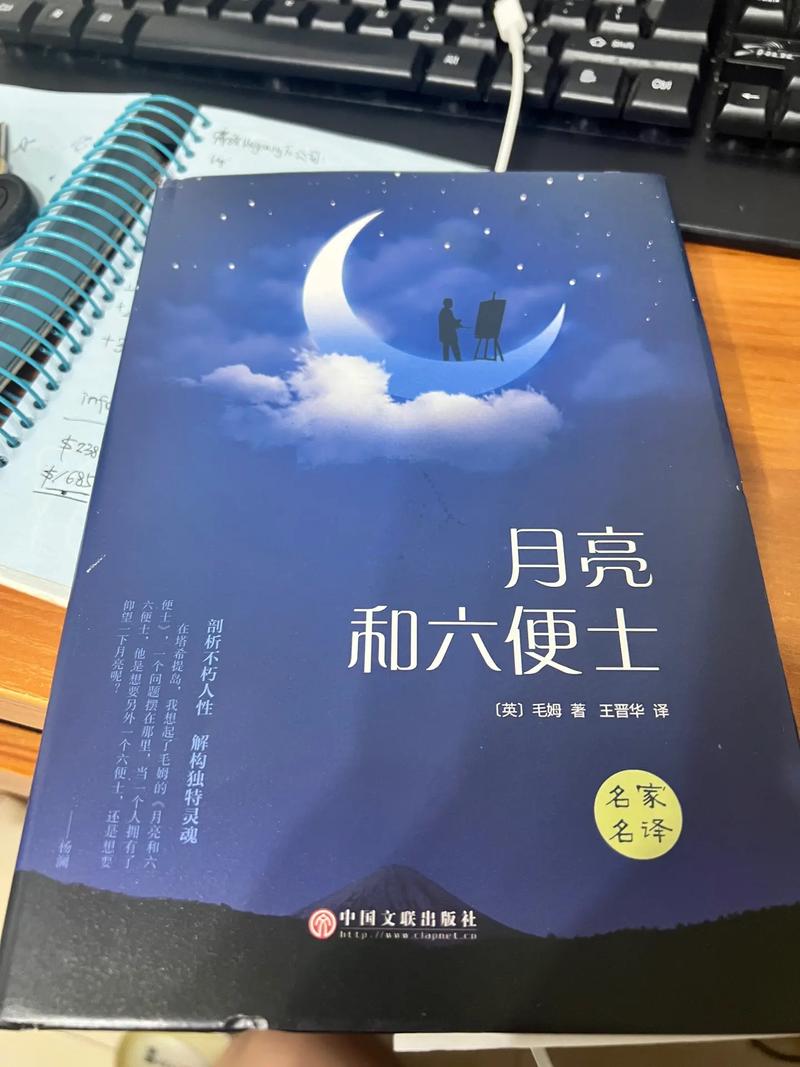 月亮
和六便士
〔英〕毛姆 著 王晋华 译
名家
名译
剖析不朽人性 解构独特灵魂
在塔希提岛，我想起了毛姆的《月亮和六
便士》，一个问题摆在那里，当一个人拥有了
六便士，他是想要另外一个六便士，还是想要
仰望一下月亮呢？
——杨澜
中国文联出版社
http://www.clapnet.cn
$238
$1685
Alt
Ctrl